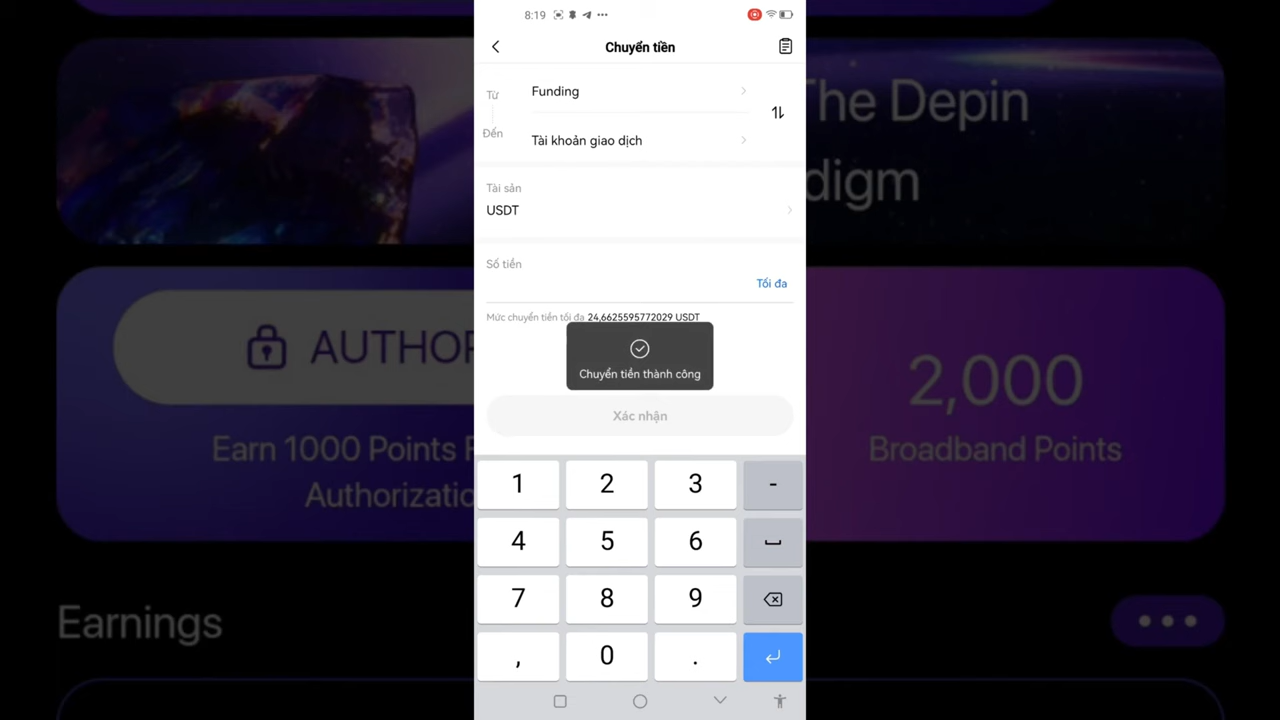 8:19
Chuyển tiền
Từ
Funding
Đến
Tài khoản giao dịch
Tài sản
USDT
Số tiền
Tối đa
Mức chuyển tiền tối đa 24,6625595772029 USDT
Chuyển tiền thành công
Xác nhận
1 2 3 -
4 5 6
7 8 9
, 0 .
The Depin
digm
AUTHOR
Earn 1000 Points
Authorizatio
2,000
Broadband Points
Earnings